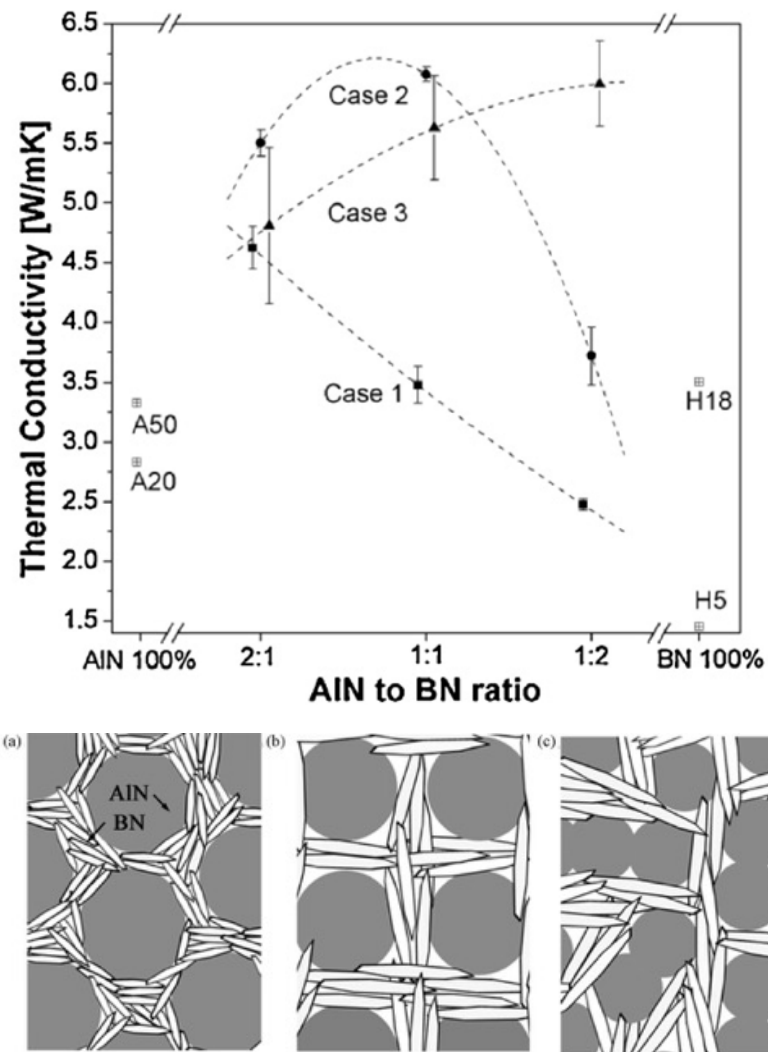 6.5
6.0
5.5
5.0
4.5
4.0
3.5
3.0
2.5
2.0
1.5
Thermal Conductivity [W/mK]
Case 2
Case 3
Case 1
A50
A20
H18
H5
AlN 100%
2:1
1:1
1:2
BN 100%
AlN to BN ratio
(a)
AlN
BN
(b)
(c)